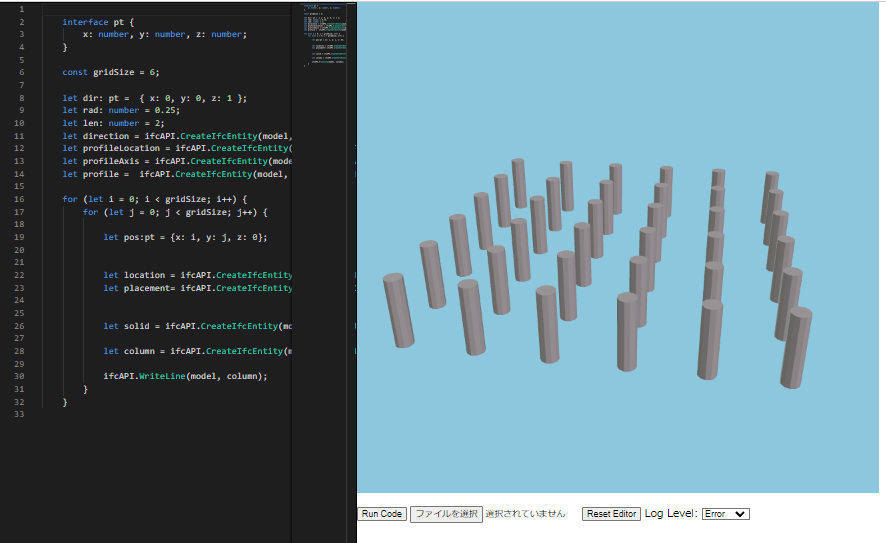 1
2 interface pt {
3 x: number, y: number, z: number;
4 }
5
6 const gridSize = 6;
7
8 let dir: pt = { x: 0, y: 0, z: 1 };
9 let rad: number = 0.25;
10 let len: number = 2;
11 let direction = ifcAPI.CreateIfcEntity(model,
12 let profileLocation = ifcAPI.CreateIfcEntity(
13 let profileAxis = ifcAPI.CreateIfcEntity(mode
14 let profile = ifcAPI.CreateIfcEntity(model,
15
16 for (let i = 0; i < gridSize; i++) {
17 for (let j = 0; j < gridSize; j++) {
18
19 let pos:pt = {x: i, y: j, z: 0};
20
21
22 let location = ifcAPI.CreateIfcEntity
23 let placement= ifcAPI.CreateIfcEntity
24
25
26 let solid = ifcAPI.CreateIfcEntity(mo
27
28 let column = ifcAPI.CreateIfcEntity(m
29
30 ifcAPI.WriteLine(model, column);
31 }
32 }
33
Run Code ファイルを選択 選択されていません Reset Editor Log Level: Error